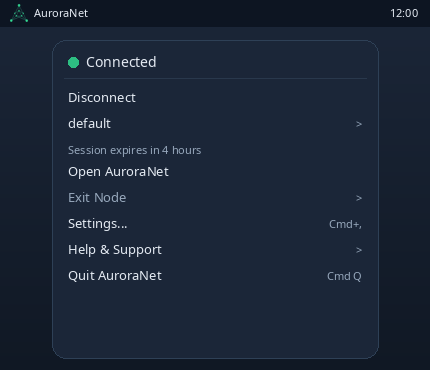 AuroraNet 12:00
Connected
Disconnect
default >
Session expires in 4 hours
Open AuroraNet
Exit Node >
Settings... Cmd+,
Help & Support >
Quit AuroraNet Cmd Q